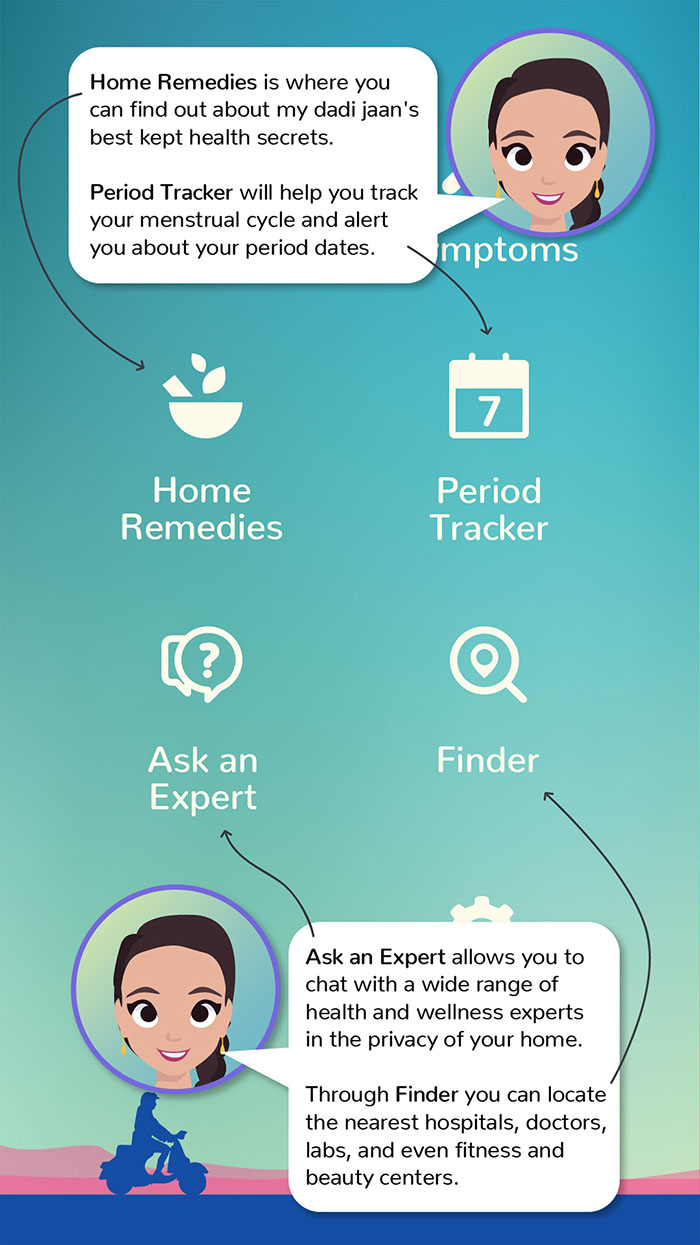 Home Remedies is where you
can find out about my dadi jaan's
best kept health secrets.
Period Tracker will help you track
your menstrual cycle and alert
you about your period dates.
ymptoms
7
Home
Remedies
Period
Tracker
?
Ask an
Expert
Finder
Ask an Expert allows you to
chat with a wide range of
health and wellness experts
in the privacy of your home.
Through Finder you can locate
the nearest hospitals, doctors,
labs, and even fitness and
beauty centers.